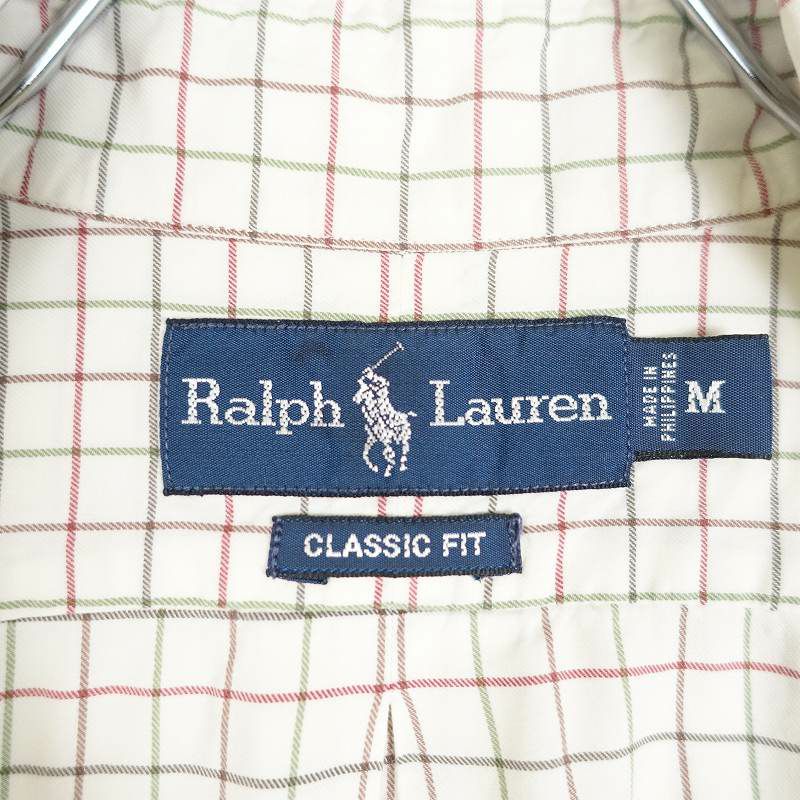 Ralph Lauren
MADE IN
PHILIPPINES
M
CLASSIC FIT